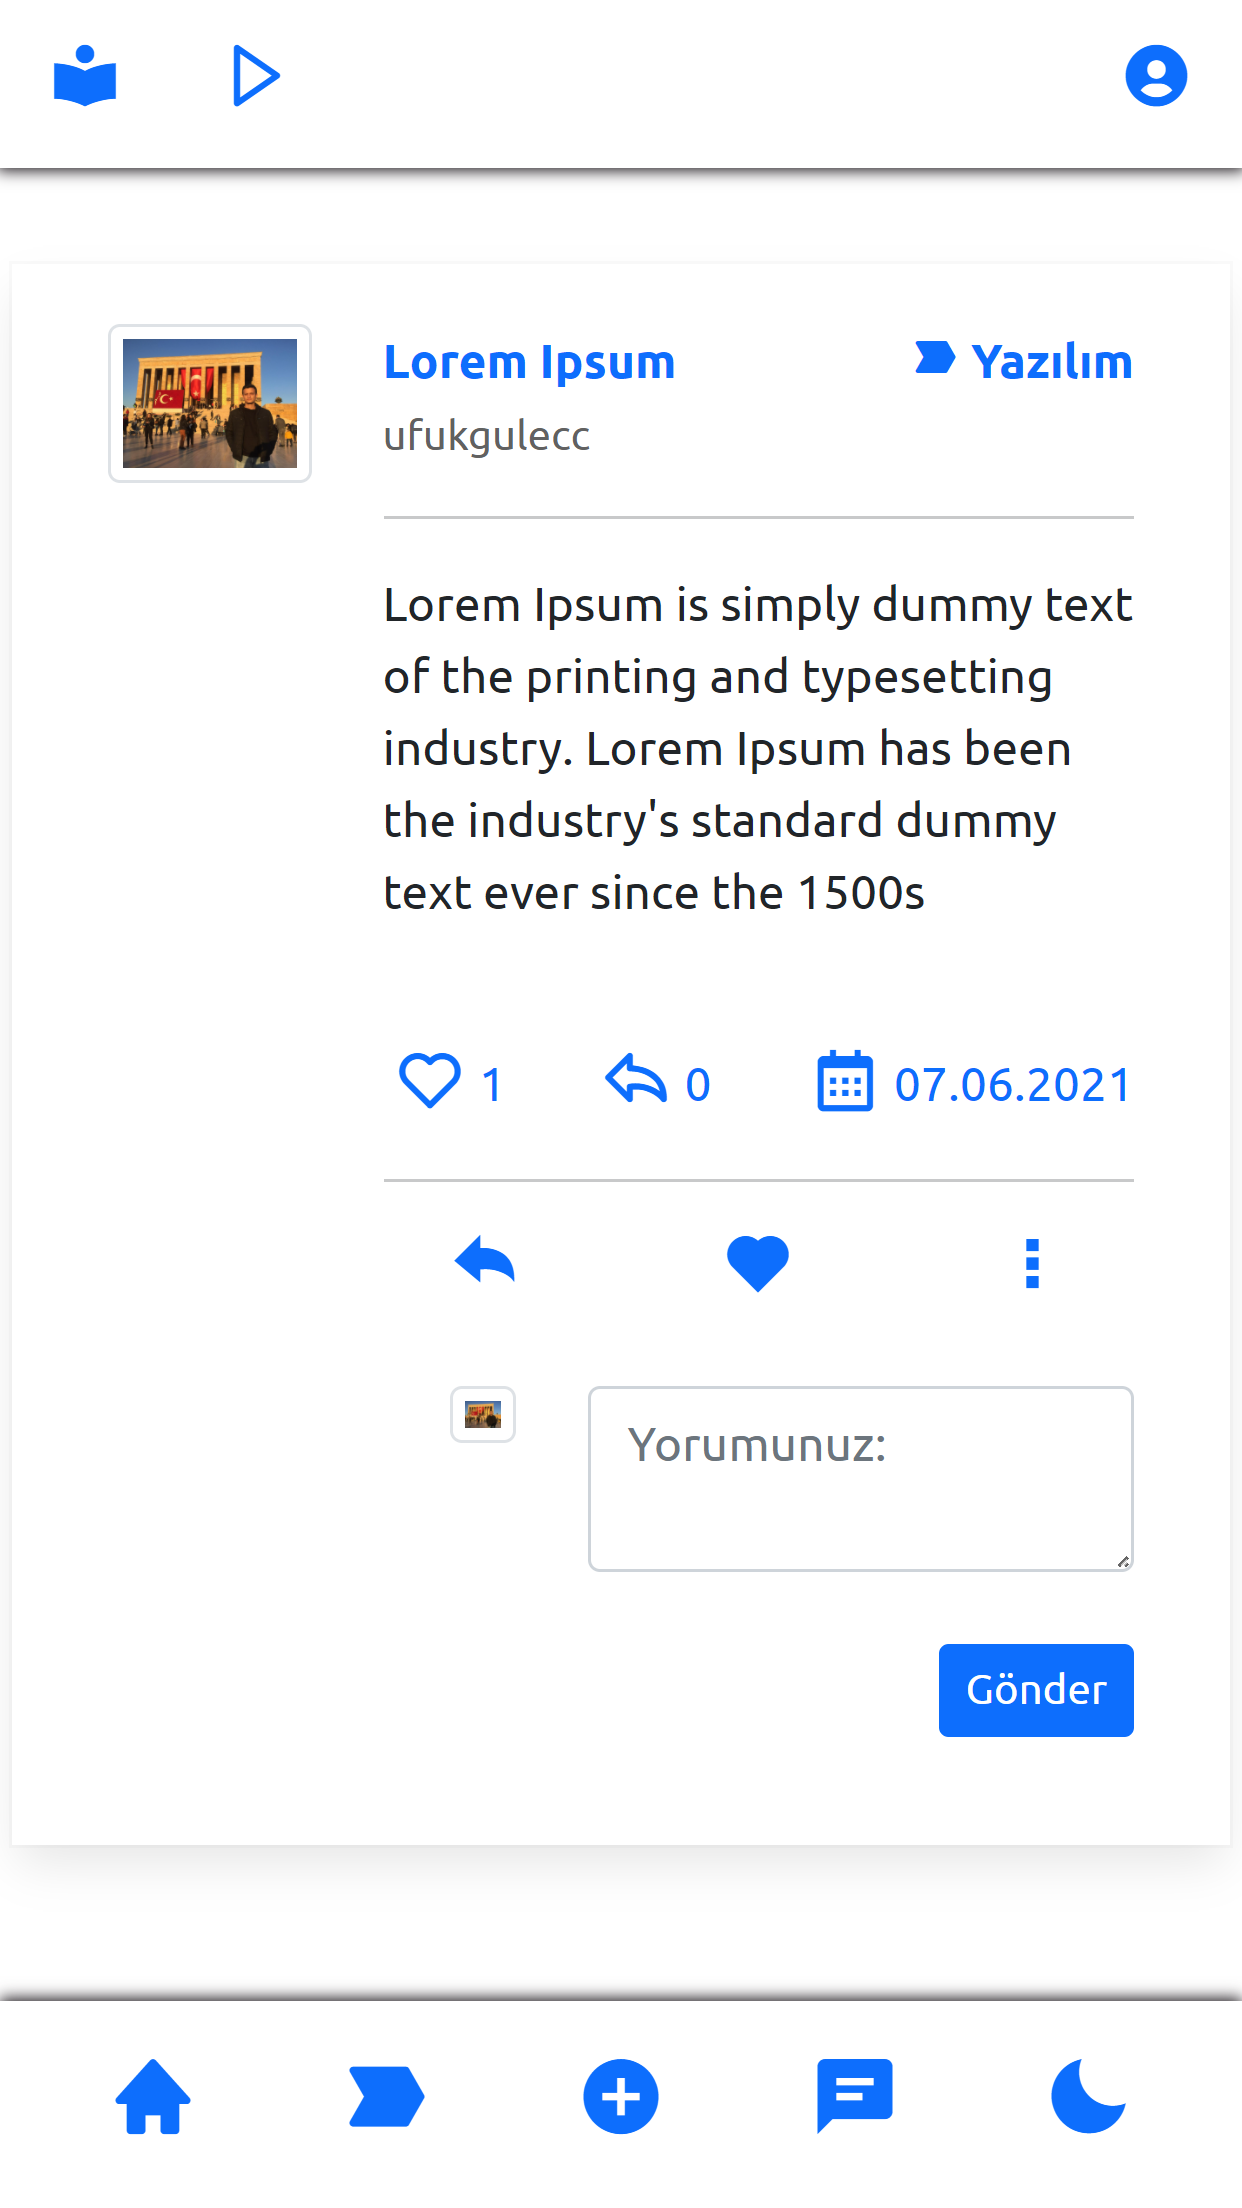 Lorem Ipsum
Yazılım
ufukgulecc
Lorem Ipsum is simply dummy text
of the printing and typesetting
industry. Lorem Ipsum has been
the industry's standard dummy
text ever since the 1500s
1
0
07.06.2021
Yorumunuz:
Gönder